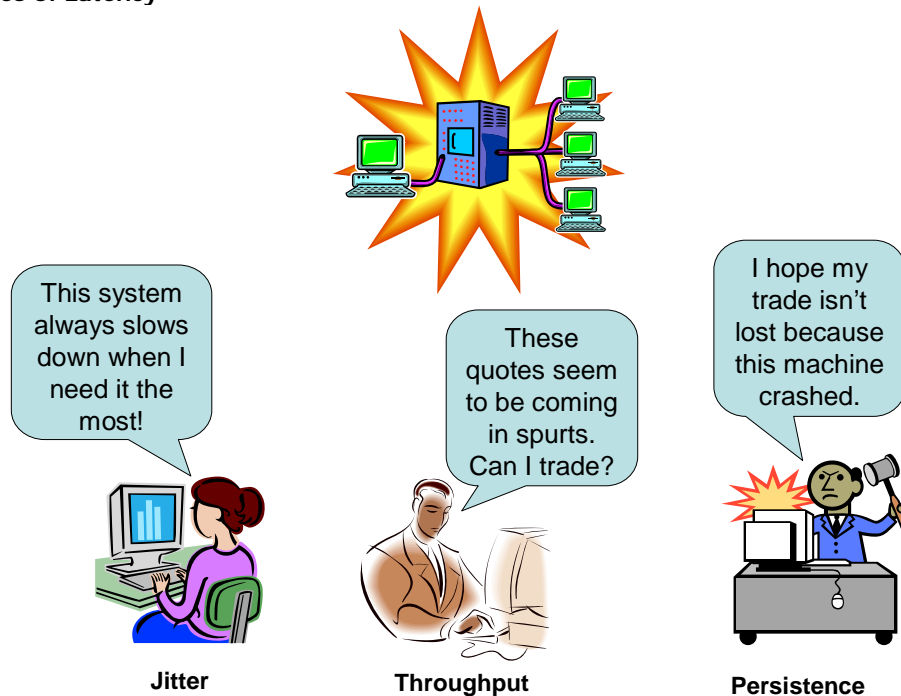 This system
always slows
down when I
need it the
most!
These
quotes seem
to be coming
in spurts.
Can I trade?
I hope my
trade isn't
lost because
this machine
crashed.
Jitter
Throughput
Persistence